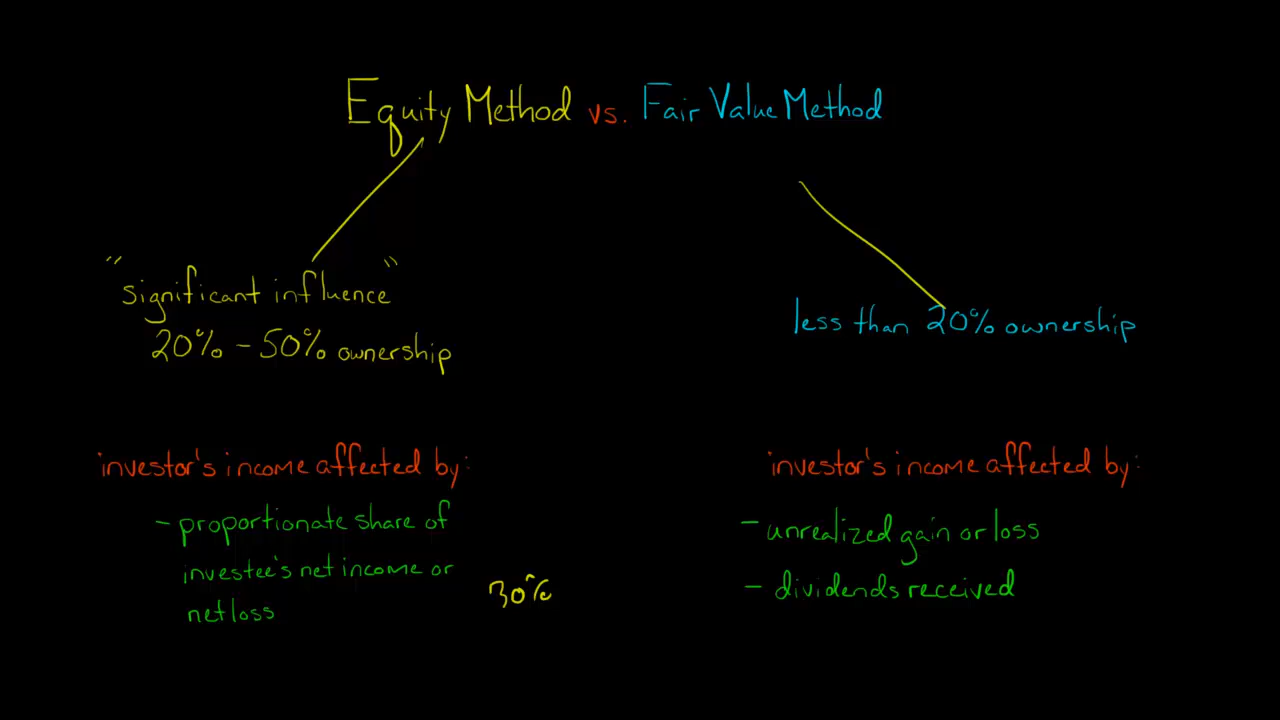 Equity Method vs. Fair Value Method
"significant influence"
20% - 50% ownership
less than 20% ownership
investor's income affected by:
- proportionate share of
investee's net income or
net loss
30%
investor's income affected by:
- unrealized gain or loss
- dividends received